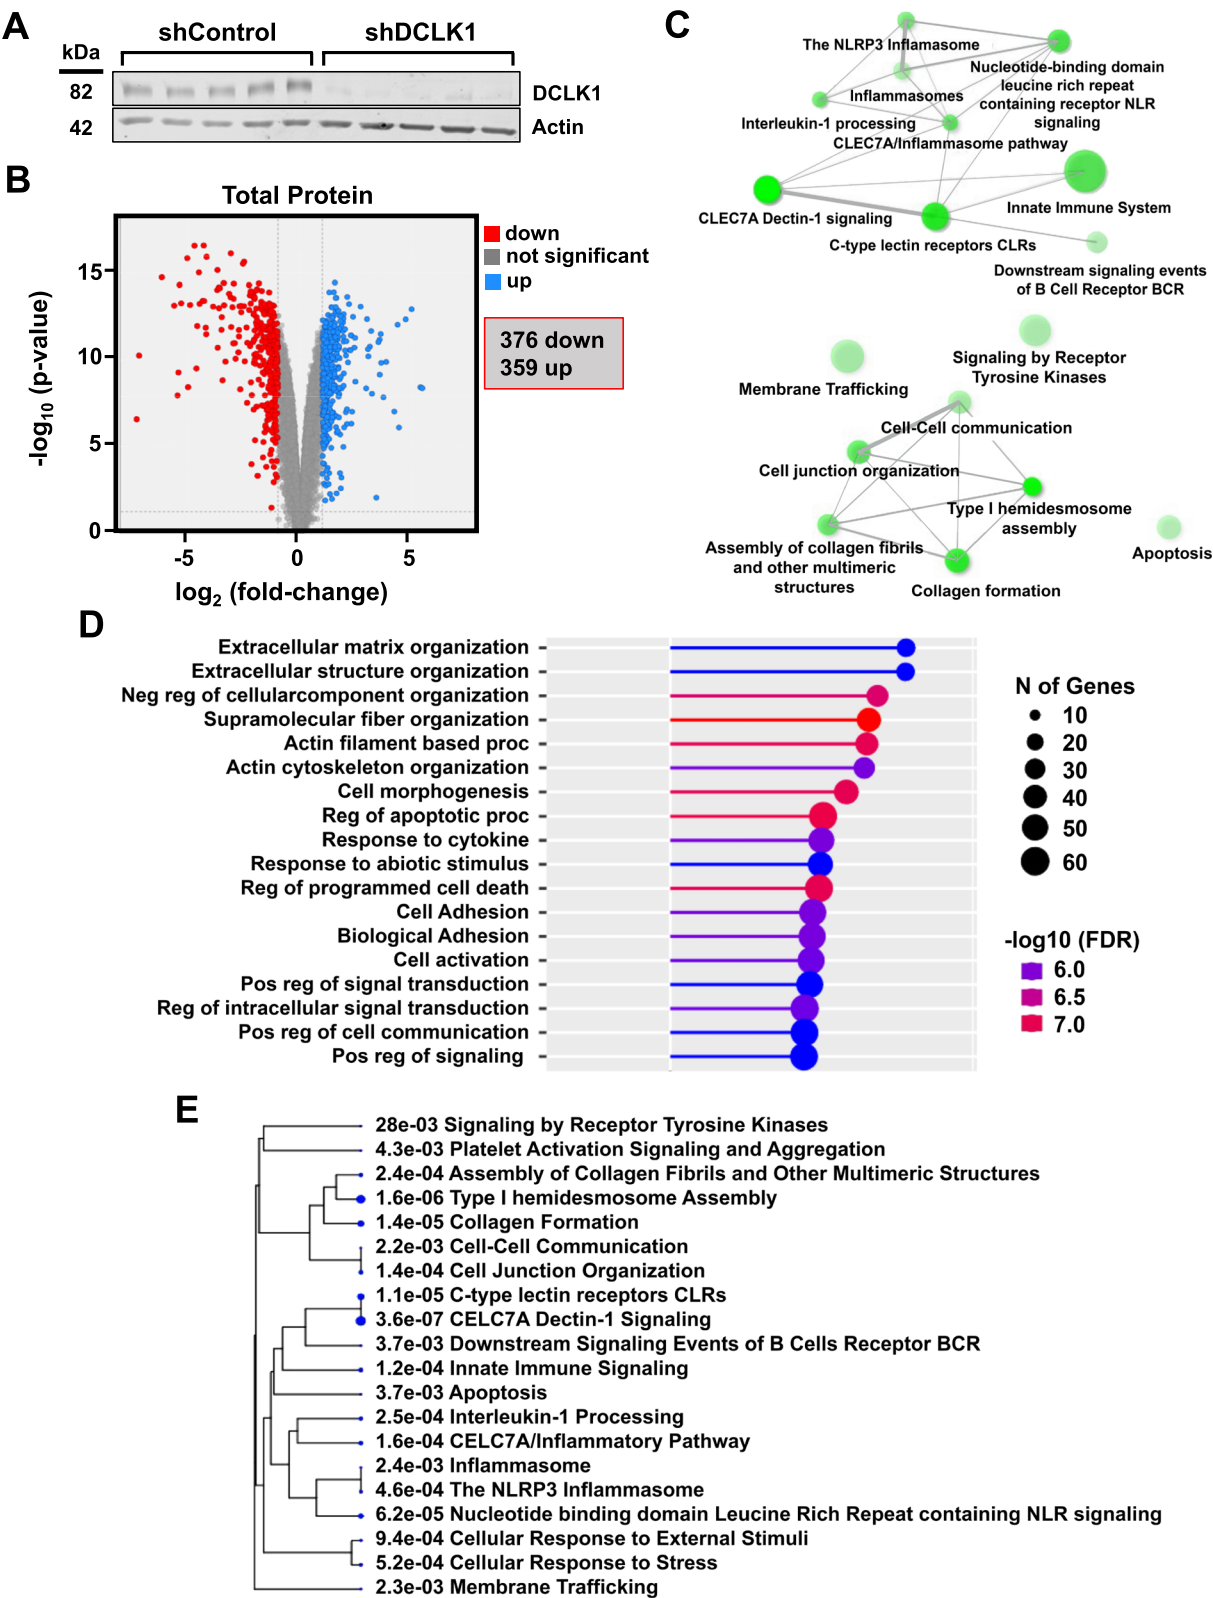 A
shControl
shDCLK1
kDa
82
DCLK1
42
Actin
B
Total Protein
down
not significant
up
376 down
359 up
15
10
5
0
-5
0
5
-log10 (p-value)
log2 (fold-change)
C
The NLRP3 Inflamasome
Nucleotide-binding domain
leucine rich repeat
containing receptor NLR
signaling
Inflammasomes
Interleukin-1 processing
CLEC7A/Inflammasome pathway
CLEC7A Dectin-1 signaling
Innate Immune System
C-type lectin receptors CLRs
Downstream signaling events
of B Cell Receptor BCR
Signaling by Receptor
Tyrosine Kinases
Membrane Trafficking
Cell-Cell communication
Cell junction organization
Type I hemidesmosome
assembly
Assembly of collagen fibrils
and other multimeric
structures
Collagen formation
Apoptosis
D
Extracellular matrix organization
Extracellular structure organization
Neg reg of cellularcomponent organization
Supramolecular fiber organization
Actin filament based proc
Actin cytoskeleton organization
Cell morphogenesis
Reg of apoptotic proc
Response to cytokine
Response to abiotic stimulus
Reg of programmed cell death
Cell Adhesion
Biological Adhesion
Cell activation
Pos reg of signal transduction
Reg of intracellular signal transduction
Pos reg of cell communication
Pos reg of signaling
N of Genes
10
20
30
40
50
60
-log10 (FDR)
6.0
6.5
7.0
E
28e-03 Signaling by Receptor Tyrosine Kinases
4.3e-03 Platelet Activation Signaling and Aggregation
2.4e-04 Assembly of Collagen Fibrils and Other Multimeric Structures
1.6e-06 Type I hemidesmosome Assembly
1.4e-05 Collagen Formation
2.2e-03 Cell-Cell Communication
1.4e-04 Cell Junction Organization
1.1e-05 C-type lectin receptors CLRs
3.6e-07 CELC7A Dectin-1 Signaling
3.7e-03 Downstream Signaling Events of B Cells Receptor BCR
1.2e-04 Innate Immune Signaling
3.7e-03 Apoptosis
2.5e-04 Interleukin-1 Processing
1.6e-04 CELC7A/Inflammatory Pathway
2.4e-03 Inflammasome
4.6e-04 The NLRP3 Inflammasome
6.2e-05 Nucleotide binding domain Leucine Rich Repeat containing NLR signaling
9.4e-04 Cellular Response to External Stimuli
5.2e-04 Cellular Response to Stress
2.3e-03 Membrane Trafficking